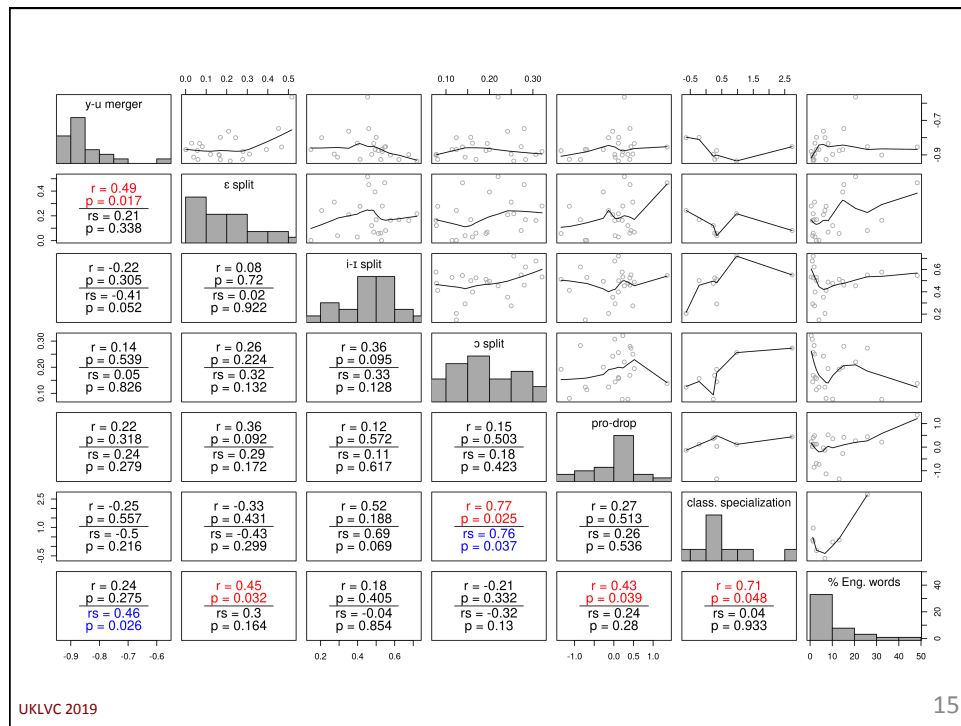 0.0 0.1 0.2 0.3 0.4 0.5
0.10 0.20 0.30
-0.5 0.5 1.5 2.5
y-u merger
-0.9 -0.7
0.0 0.2 0.4
r = 0.49
p = 0.017
rs = 0.21
p = 0.338
ε split
r = -0.22
p = 0.305
rs = -0.41
p = 0.052
r = 0.08
p = 0.72
rs = 0.02
p = 0.922
i-ɪ split
0.2 0.4 0.6
0.10 0.20 0.30
r = 0.14
p = 0.539
rs = 0.05
p = 0.826
r = 0.26
p = 0.224
rs = 0.32
p = 0.132
r = 0.36
p = 0.095
rs = 0.33
p = 0.128
ɔ split
r = 0.22
p = 0.318
rs = 0.24
p = 0.279
r = 0.36
p = 0.092
rs = 0.29
p = 0.172
r = 0.12
p = 0.572
rs = 0.11
p = 0.617
r = 0.15
p = 0.503
rs = 0.18
p = 0.423
pro-drop
-1.0 0.0 1.0
-0.5 1.0 2.5
r = -0.25
p = 0.557
rs = -0.5
p = 0.216
r = -0.33
p = 0.431
rs = -0.43
p = 0.299
r = 0.52
p = 0.188
rs = 0.69
p = 0.069
r = 0.77
p = 0.025
rs = 0.76
p = 0.037
r = 0.27
p = 0.513
rs = 0.26
p = 0.536
class. specialization
r = 0.24
p = 0.275
rs = 0.46
p = 0.026
r = 0.45
p = 0.032
rs = 0.3
p = 0.164
r = 0.18
p = 0.405
rs = -0.04
p = 0.854
r = -0.21
p = 0.332
rs = -0.32
p = 0.13
r = 0.43
p = 0.039
rs = 0.24
p = 0.28
r = 0.71
p = 0.048
rs = 0.04
p = 0.933
% Eng. words
0 20 40
-0.9 -0.8 -0.7 -0.6
0.2 0.4 0.6
-1.0 0.0 0.5 1.0
0 10 20 30 40 50
UKLVC 2019
15